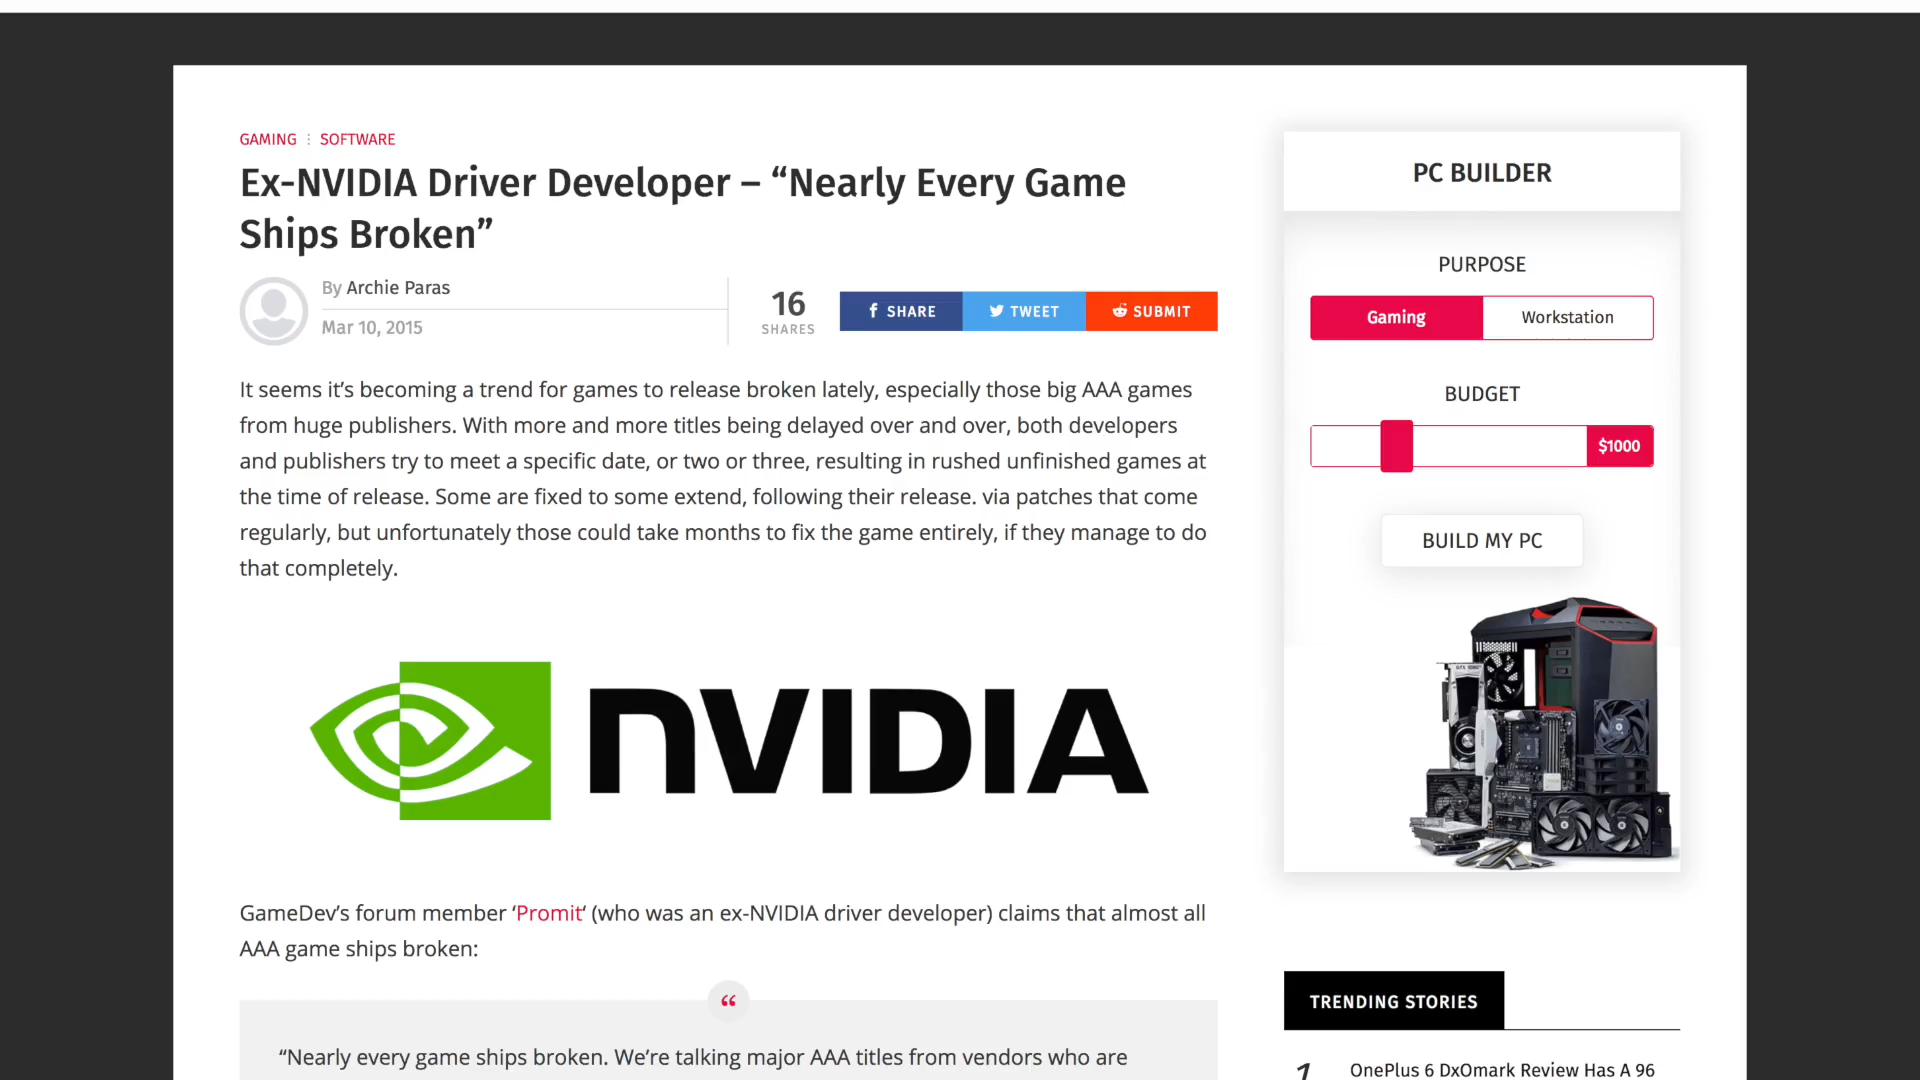 GAMING ⋮ SOFTWARE
Ex-NVIDIA Driver Developer – “Nearly Every Game
Ships Broken”
By Archie Paras
Mar 10, 2015
16
SHARES
SHARE
TWEET
SUBMIT
It seems it’s becoming a trend for games to release broken lately, especially those big AAA games
from huge publishers. With more and more titles being delayed over and over, both developers
and publishers try to meet a specific date, or two or three, resulting in rushed unfinished games at
the time of release. Some are fixed to some extend, following their release. via patches that come
regularly, but unfortunately those could take months to fix the game entirely, if they manage to do
that completely.
NVIDIA
GameDev’s forum member ‘Promit‘ (who was an ex-NVIDIA driver developer) claims that almost all
AAA game ships broken:
“
“Nearly every game ships broken. We’re talking major AAA titles from vendors who are
PC BUILDER
PURPOSE
Gaming
Workstation
BUDGET
$1000
BUILD MY PC
TRENDING STORIES
1
OnePlus 6 DxOmark Review Has A 96